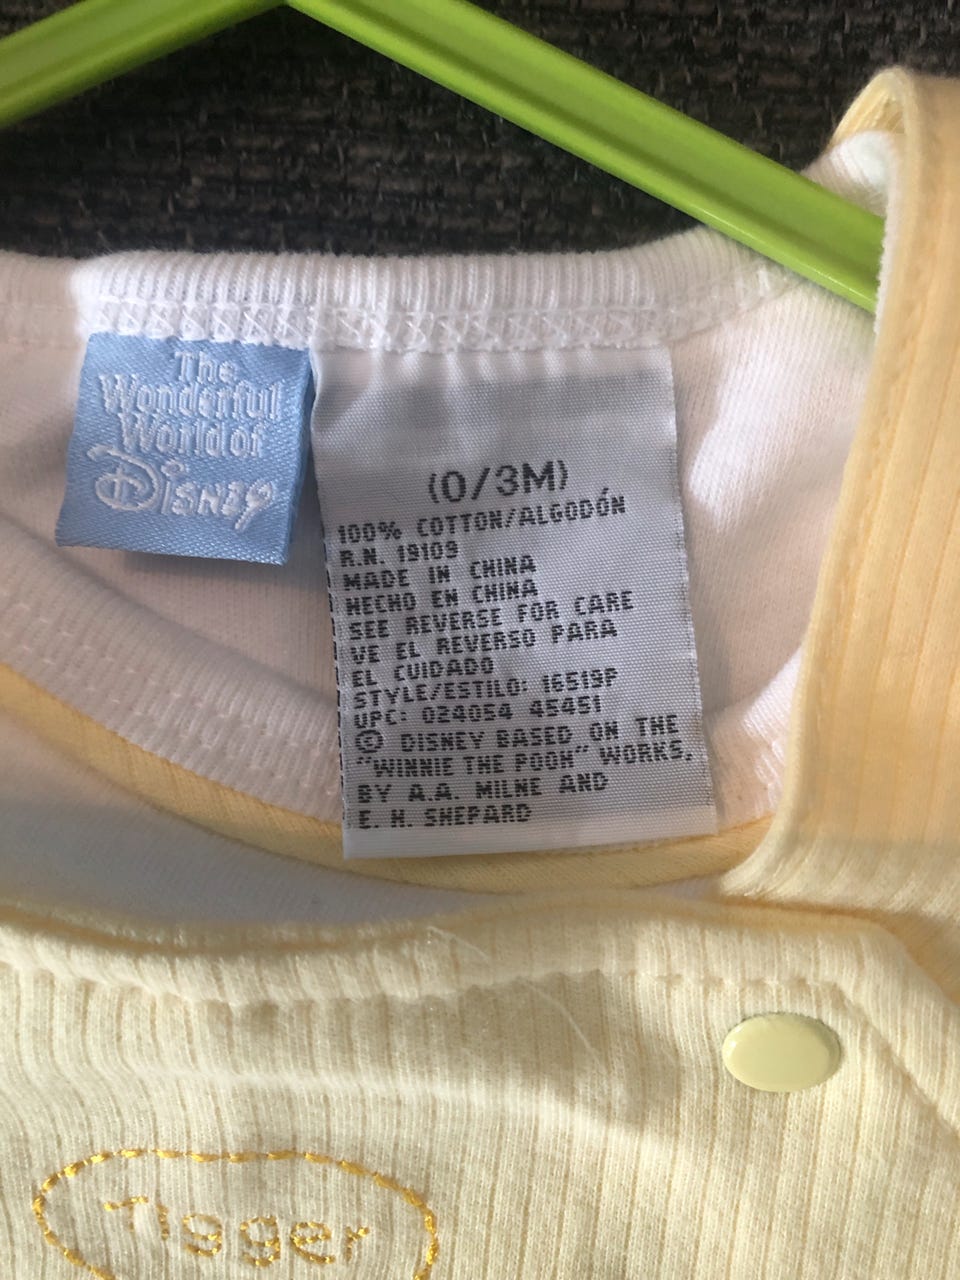 The
Wonderful
World of
Disney
(0/3M)
100% COTTON/ALGODÓN
R.N. 19109
MADE IN CHINA
HECHO EN CHINA
SEE REVERSE FOR CARE
VE EL REVERSO PARA
EL CUIDADO
STYLE/ESTILO: 16519P
UPC: 024054 45451
© DISNEY BASED ON THE
"WINNIE THE POOH" WORKS,
BY A.A. MILNE AND
E. H. SHEPARD
Tigger